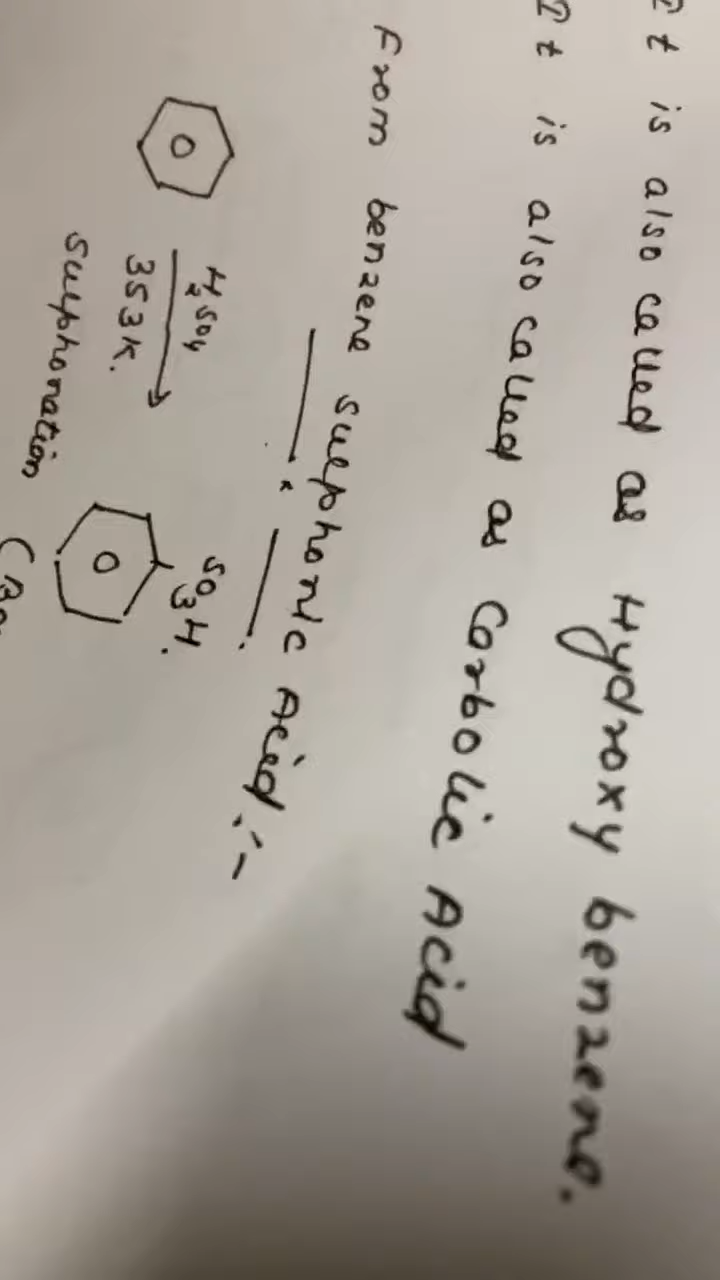 It is also called as Hydroxy benzene.
It is also called as Carbolic Acid
From benzene sulphonic Acid :-
H2SO4
353K.
SO3H.
sulphonation